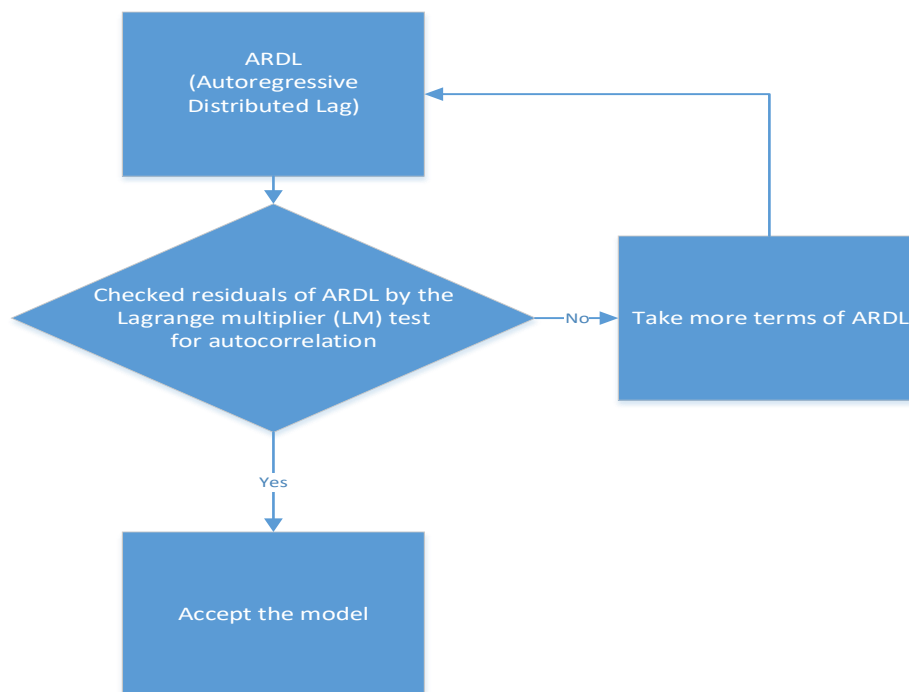 ARDL
(Autoregressive
Distributed Lag)
Checked residuals of ARDL by the
Lagrange multiplier (LM) test
for autocorrelation
No
Take more terms of ARDL
Yes
Accept the model